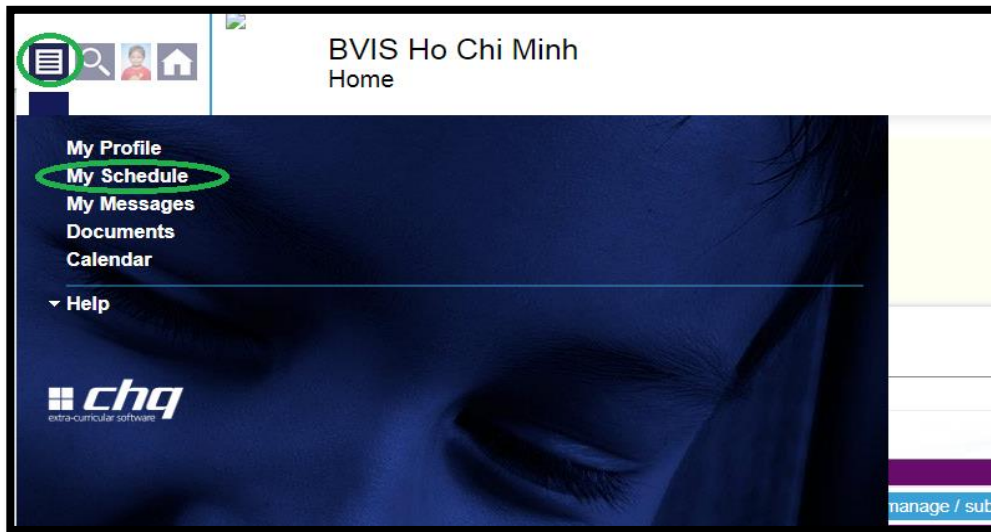 BVIS Ho Chi Minh
Home
My Profile
My Schedule
My Messages
Documents
Calendar
Help
chq
extra-curricular software
manage / sub